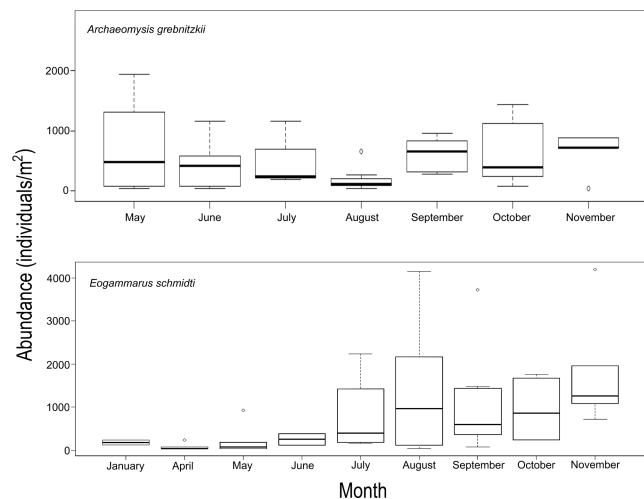 Archaeomysis grebnitzkii
2000
1000
0
May June July August September October November
Abundance (individuals/m²)
Eogammarus schmidti
4000
3000
2000
1000
0
January April May June July August September October November
Month